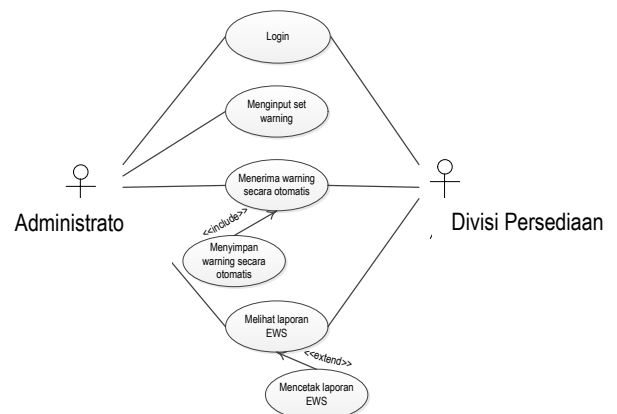 Login
Menginput set
warning
Menerima warning
secara otomatis
Administrato
Divisi Persediaan
<<include>>
Menyimpan
warning secara
otomatis
Melihat laporan
EWS
<<extend>>
Mencetak laporan
EWS